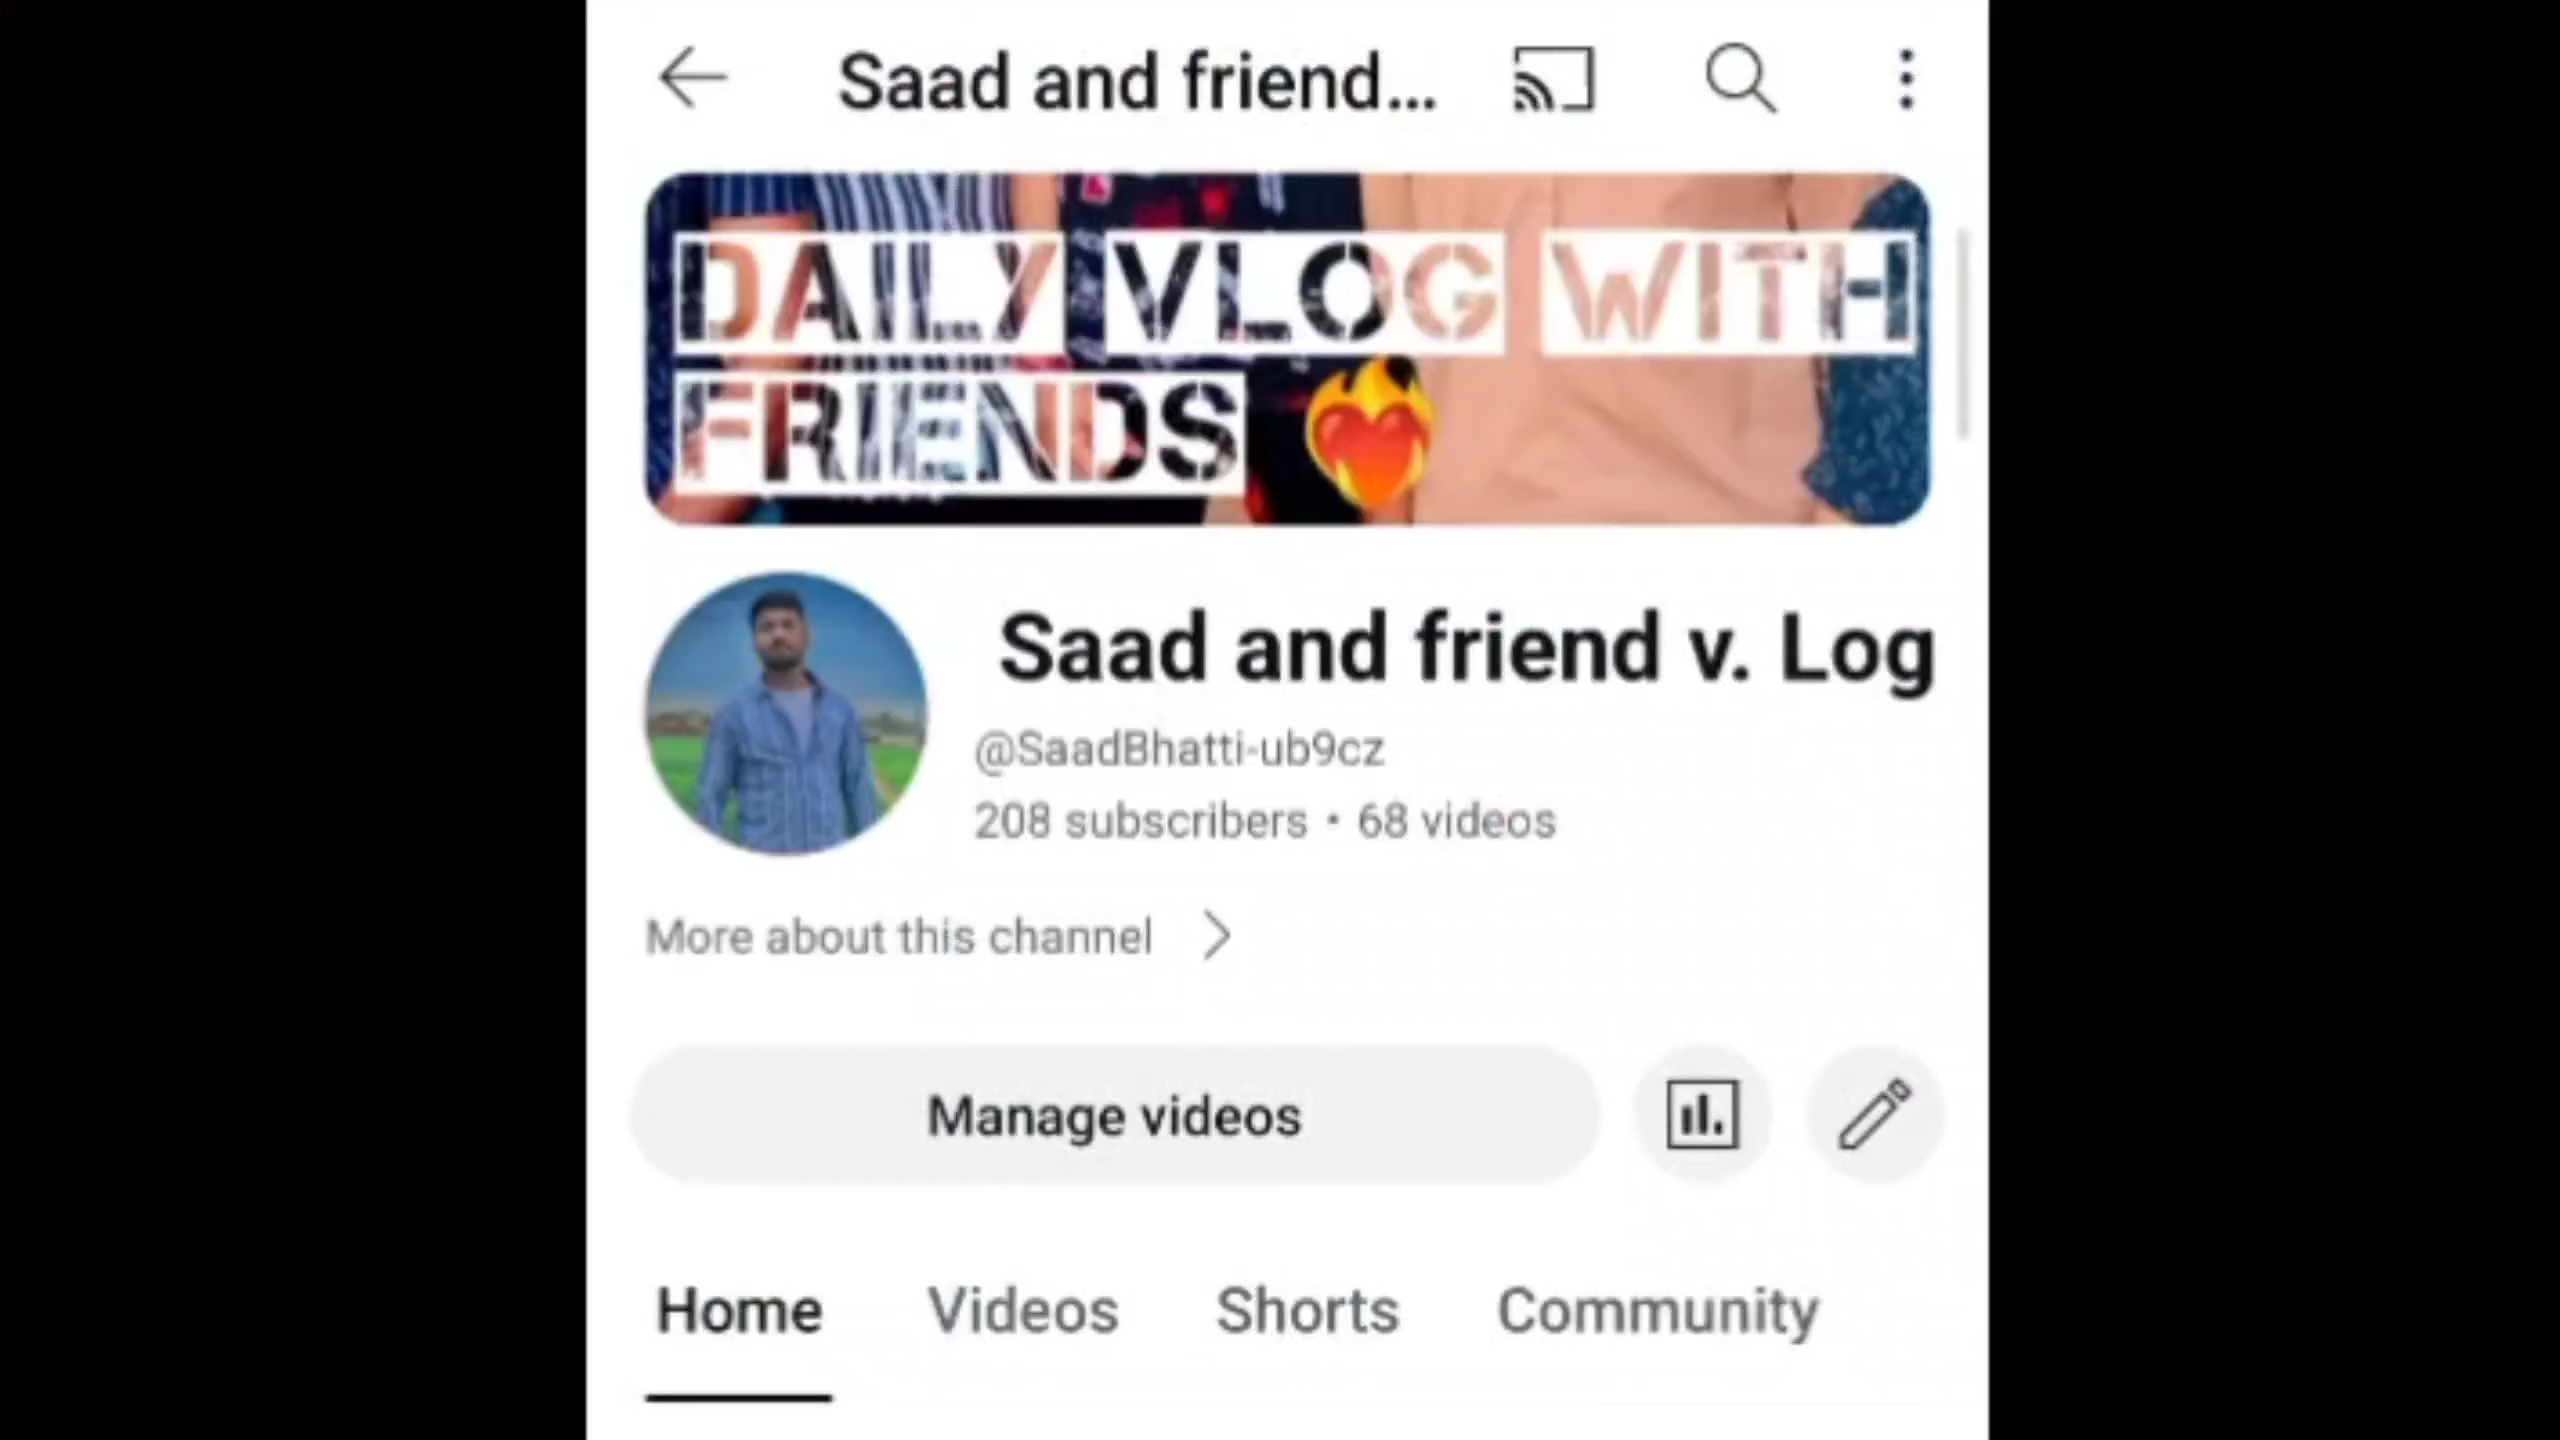 Saad and friend...
DAILY VLOG WITH
FRIENDS ❤️‍🔥
Saad and friend v. Log
@SaadBhatti-ub9cz
208 subscribers • 68 videos
More about this channel
Manage videos
Home Videos Shorts Community